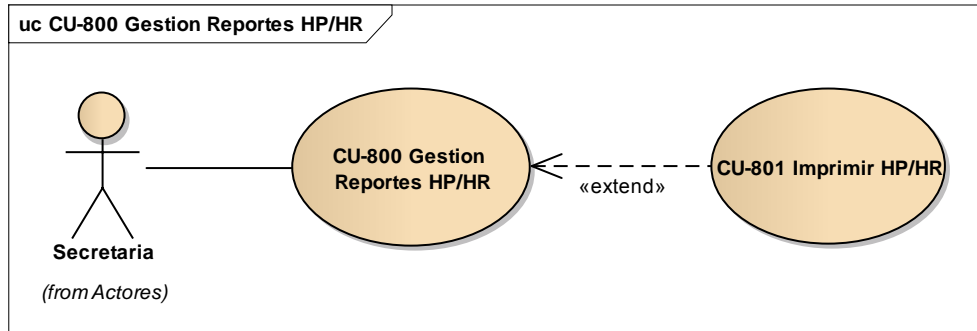 uc CU-800 Gestion Reportes HP/HR
CU-800 Gestion
Reportes HP/HR
«extend»
CU-801 Imprimir HP/HR
Secretaria
(from Actores)